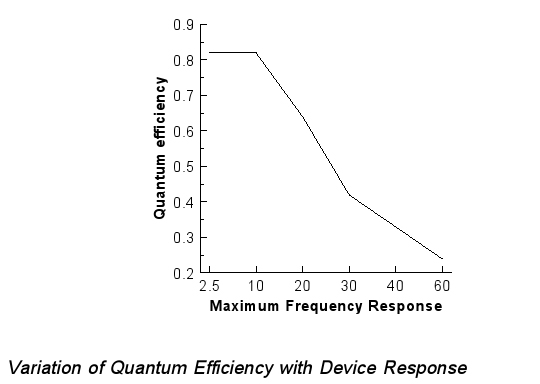 0.9
0.8
0.7
0.6
0.5
0.4
0.3
0.2
Quantum efficiency
2.5 10 20 30 40 60
Maximum Frequency Response
Variation of Quantum Efficiency with Device Response